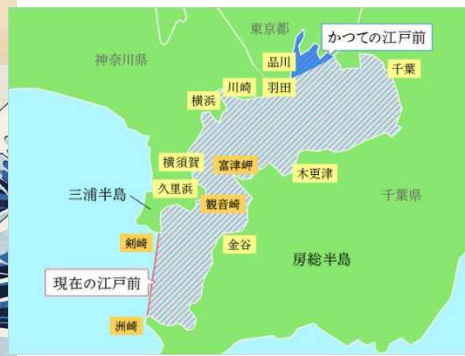 東京都
かつての江戸前
神奈川県
品川
千葉
川崎
羽田
横浜
横須賀
富津岬
木更津
久里浜
千葉県
三浦半島
観音崎
剣崎
金谷
房総半島
現在の江戸前
洲崎